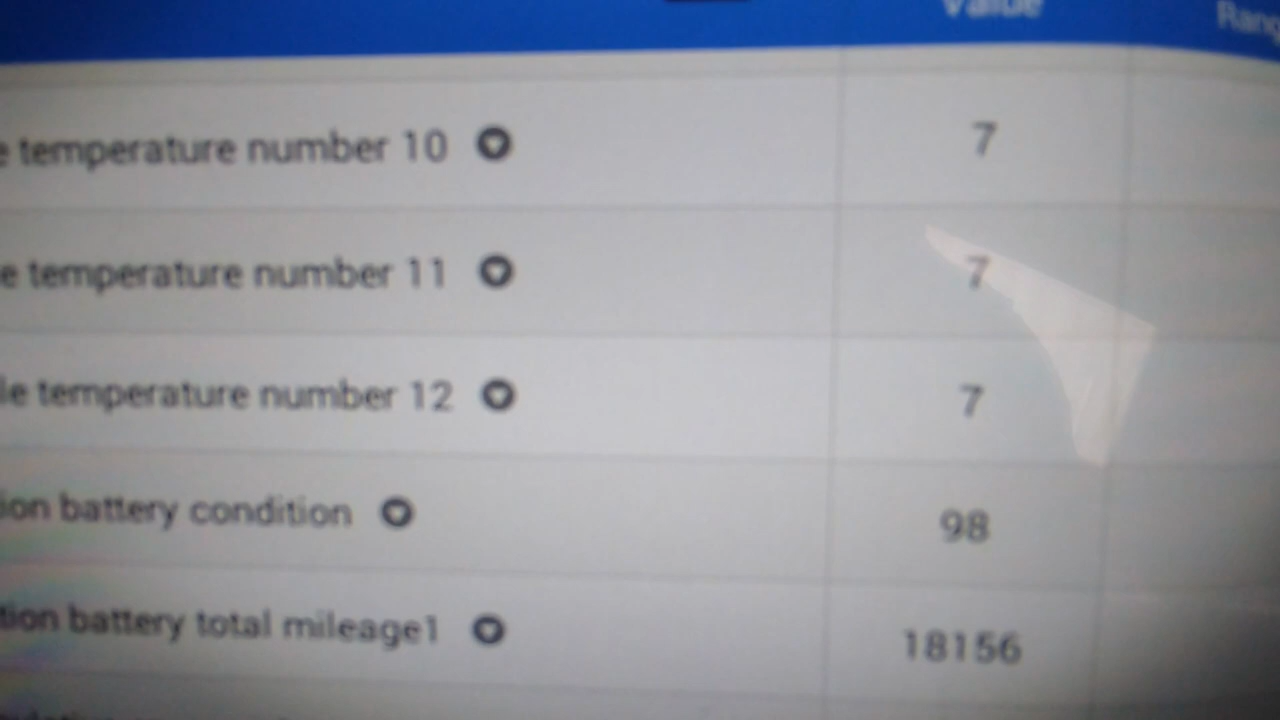 Value
e temperature number 10 7
e temperature number 11 7
le temperature number 12 7
ion battery condition 98
tion battery total mileage1 18156